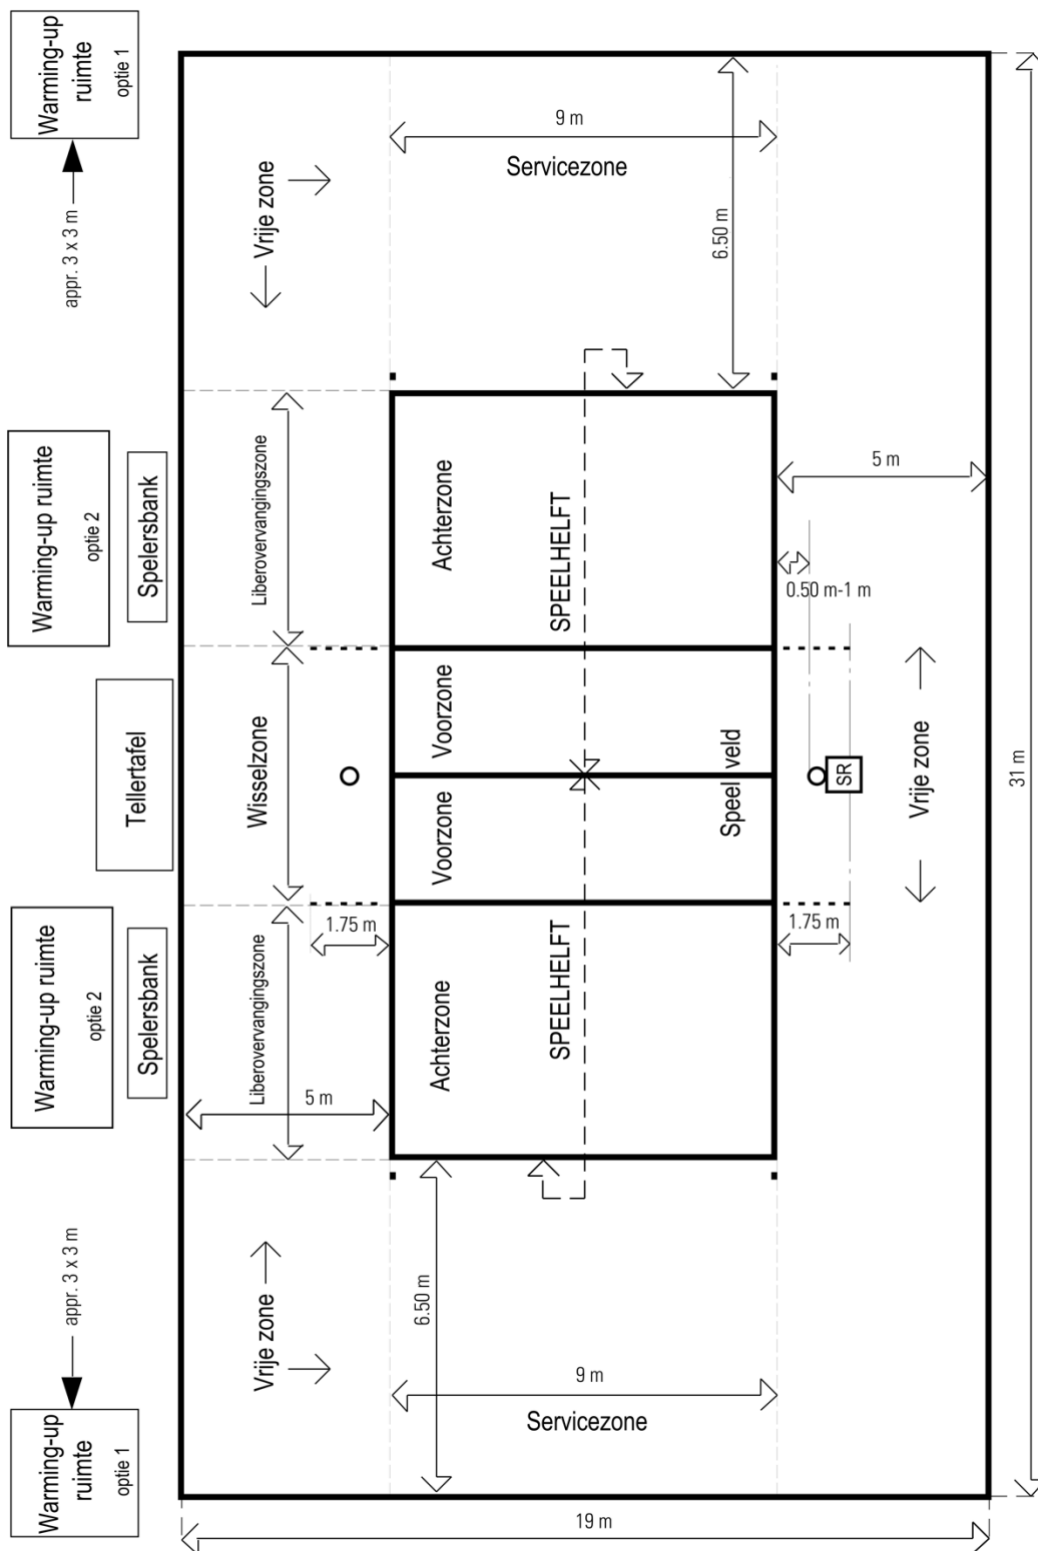 Warming-up
ruimte
optie 1
appr. 3 x 3 m
Vrije zone
9 m
Servicezone
6.50 m
Warming-up ruimte
optie 2
Spelersbank
Liberovervangingszone
Achterzone
SPEELHELFT
5 m
0.50 m-1 m
Tellertafel
Wisselzone
Voorzone
Voorzone
Speel veld
SR
Vrije zone
31 m
Warming-up ruimte
optie 2
Spelersbank
Liberovervangingszone
1.75 m
Achterzone
SPEELHELFT
1.75 m
5 m
appr. 3 x 3 m
Vrije zone
6.50 m
9 m
Servicezone
Warming-up
ruimte
optie 1
19 m